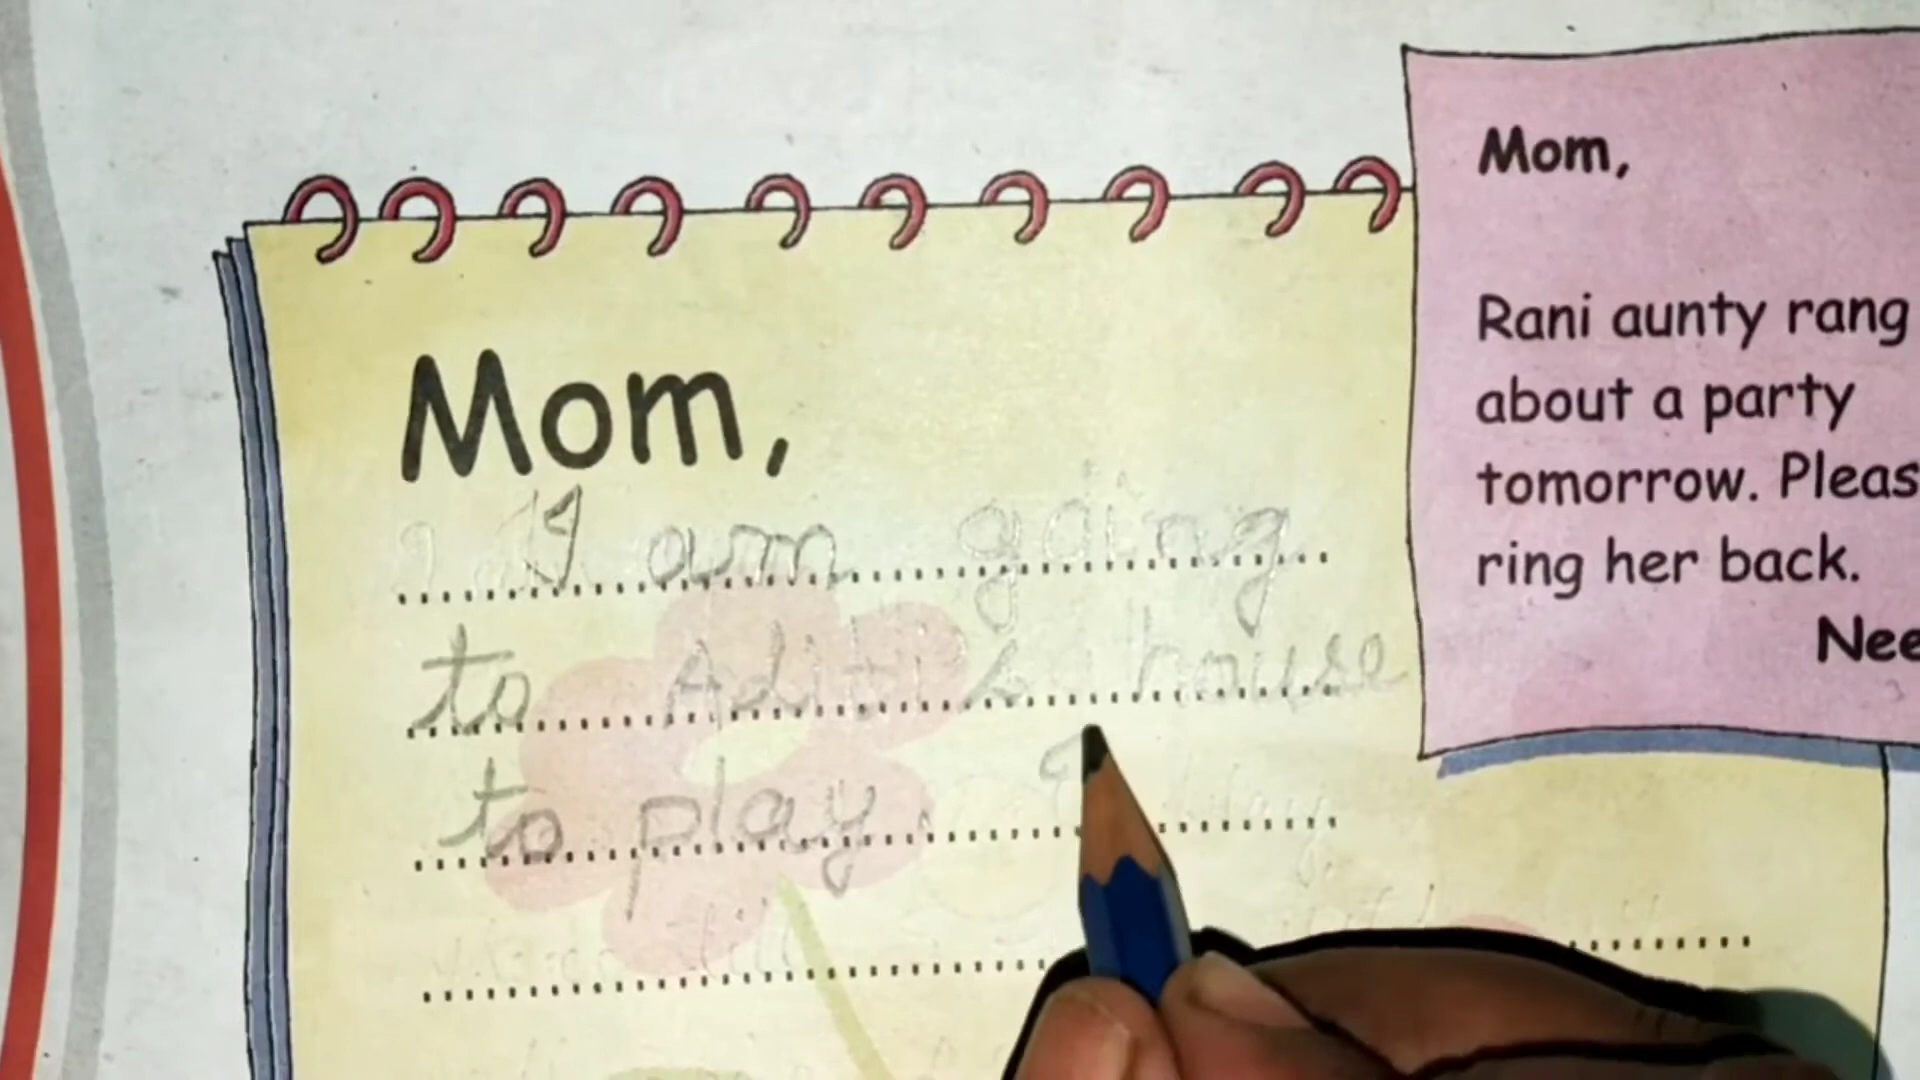 Mom,
I am going
to Aditi's house
to play.
Mom,
Rani aunty rang
about a party
tomorrow. Pleas
ring her back.
Nee